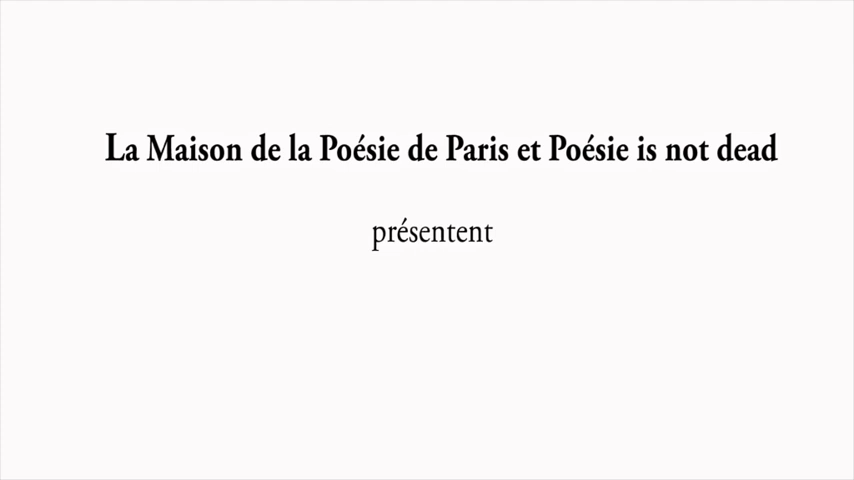 La Maison de la Poésie de Paris et Poésie is not dead
présentent